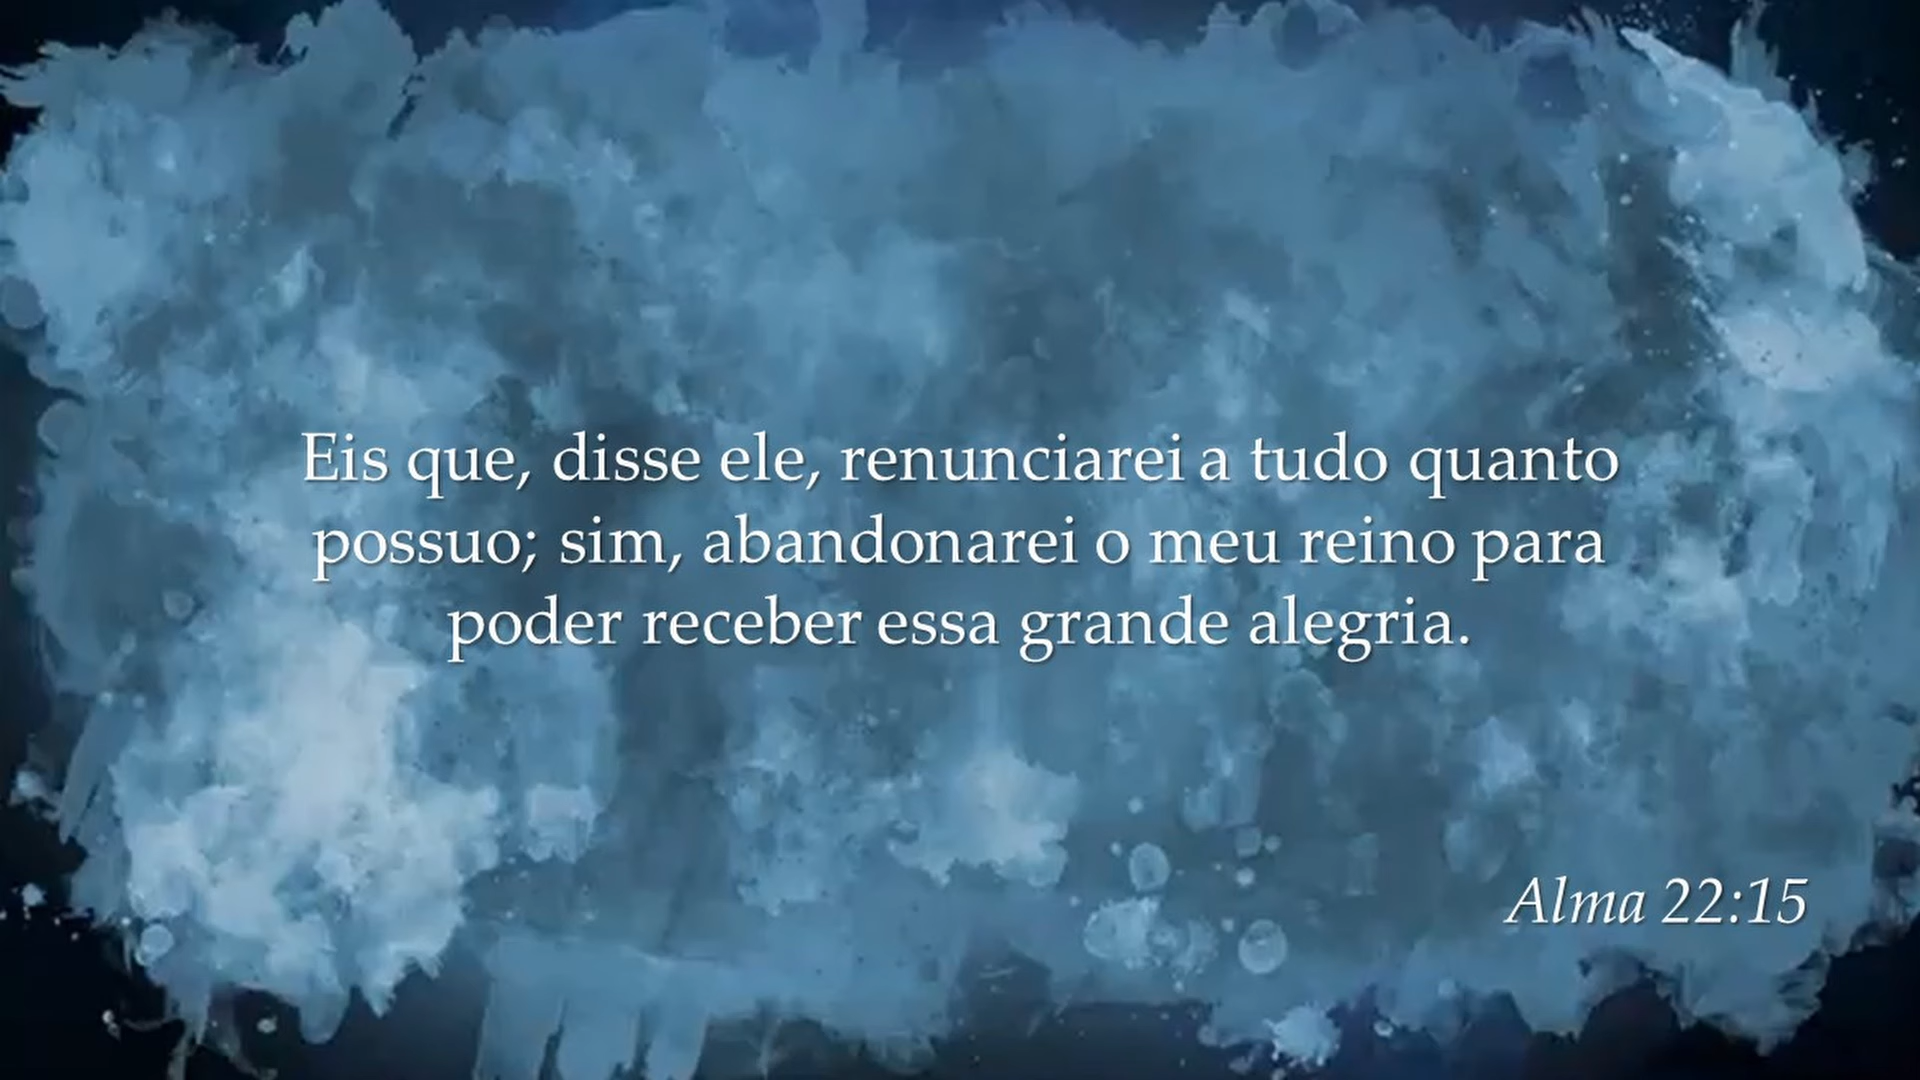 Eis que, disse ele, renunciarei a tudo quanto
possuo; sim, abandonarei o meu reino para
poder receber essa grande alegria.
Alma 22:15